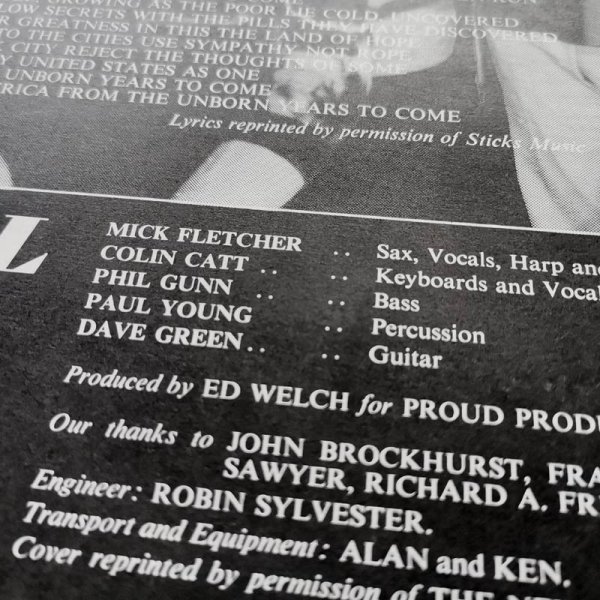 GROWING AS THE POOR DIE COLD, UNCOVERED
SECRETS WITH THE PILLS THEY HAVE DISCOVERED
GREATNESS IN THIS THE LAND OF HOPE
TO THE CITIES USE SYMPATHY NOT ROPE
CITY REJECT THE THOUGHTS OF SOME
UNITED STATES AS ONE
UNBORN YEARS TO COME
FROM THE UNBORN YEARS TO COME
Lyrics reprinted by permission of Sticks Music
L
MICK FLETCHER .. Sax, Vocals, Harp and
COLIN CATT .. Keyboards and Vocal
PHIL GUNN .. .. Bass
PAUL YOUNG .. Percussion
DAVE GREEN .. .. Guitar
Produced by ED WELCH for PROUD
Our thanks to JOHN BROCKHURST,
SAWYER, RICHARD A.
Engineer: ROBIN SYLVESTER.
Transport and Equipment: ALAN and KEN.
Cover reprinted by permission of THE